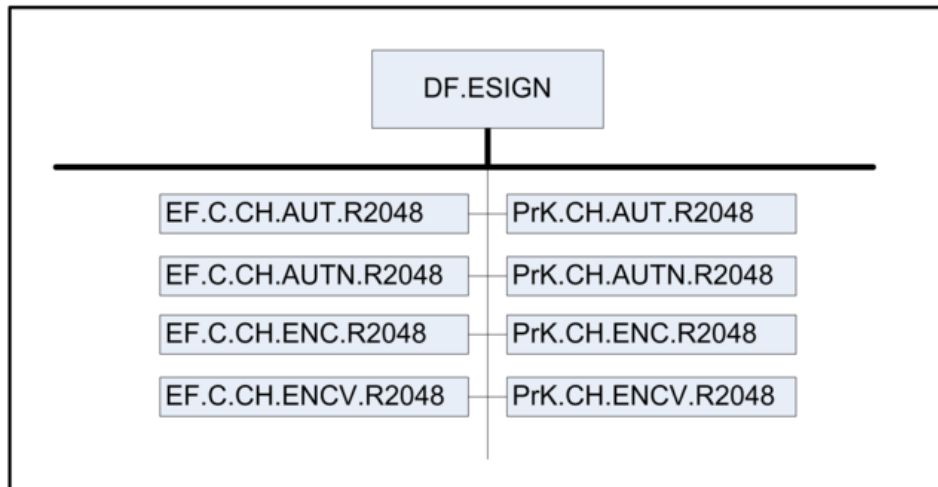 DF.ESIGN
EF.C.CH.AUT.R2048 PrK.CH.AUT.R2048
EF.C.CH.AUTN.R2048 PrK.CH.AUTN.R2048
EF.C.CH.ENC.R2048 PrK.CH.ENC.R2048
EF.C.CH.ENCV.R2048 PrK.CH.ENCV.R2048